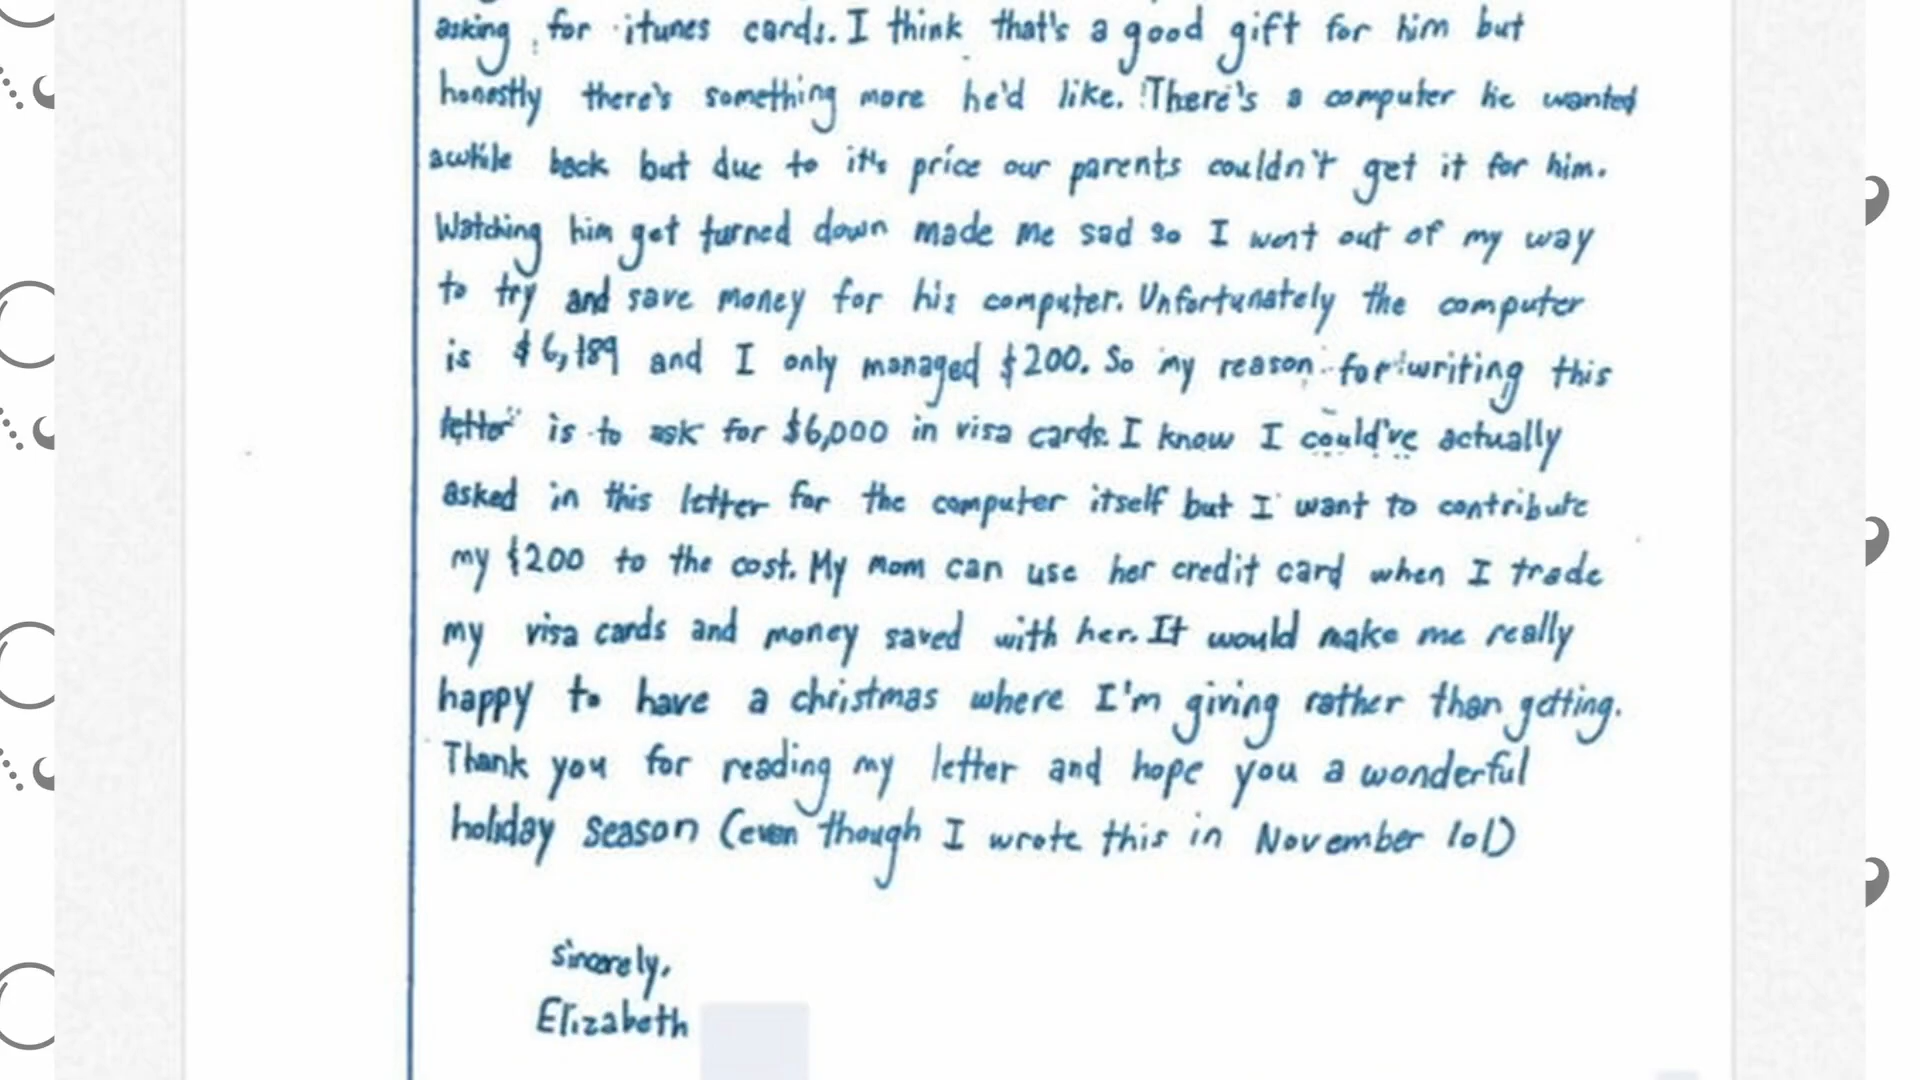 asking for itunes cards. I think that's a good gift for him but
honestly there's something more he'd like. There's a computer he wanted
awhile back but due to it's price our parents couldn't get it for him.
Watching him get turned down made me sad so I went out of my way
to try and save money for his computer. Unfortunately the computer
is $6,189 and I only managed $200. So my reason for writing this
letter is to ask for $6,000 in visa cards. I know I could've actually
asked in this letter for the computer itself but I want to contribute
my $200 to the cost. My mom can use her credit card when I trade
my visa cards and money saved with her. It would make me really
happy to have a christmas where I'm giving rather than getting.
Thank you for reading my letter and hope you a wonderful
holiday season (even though I wrote this in November lol)
sincerely,
Elizabeth